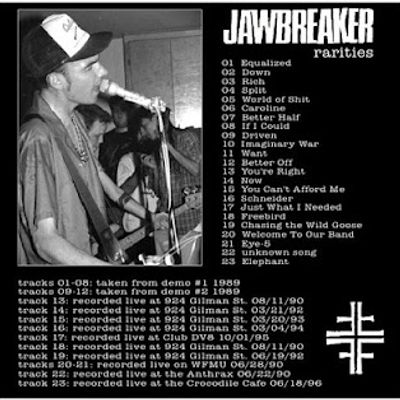 JAWBREAKER
rarities
01 Equalized
02 Down
03 Rich
04 Split
05 World of Shit
06 Caroline
07 Better Half
08 If I Could
09 Driven
10 Imaginary War
11 Want
12 Better Off
13 You're Right
14 Now
15 You Can't Afford Me
16 Schneider
17 Just What I Needed
18 Freebird
19 Chasing the Wild Goose
20 Welcome To Our Band
21 Eye-5
22 unknown song
23 Elephant
tracks 01-08: taken from demo #1 1989
tracks 09-12: taken from demo #2 1989
track 13: recorded live at 924 Gilman St. 08/11/90
track 14: recorded live at 924 Gilman St. 03/21/92
track 15: recorded live at 924 Gilman St. 03/20/93
track 16: recorded live at 924 Gilman St. 03/04/94
track 17: recorded live at Club DV8 10/01/95
track 18: recorded live at 924 Gilman St. 08/11/90
track 19: recorded live at 924 Gilman St. 06/19/92
tracks 20-21: recorded live on WFMU 06/28/90
track 22: recorded live at the Anthrax 06/22/90
track 23: recorded live at the Crocodile Cafe 06/18/96